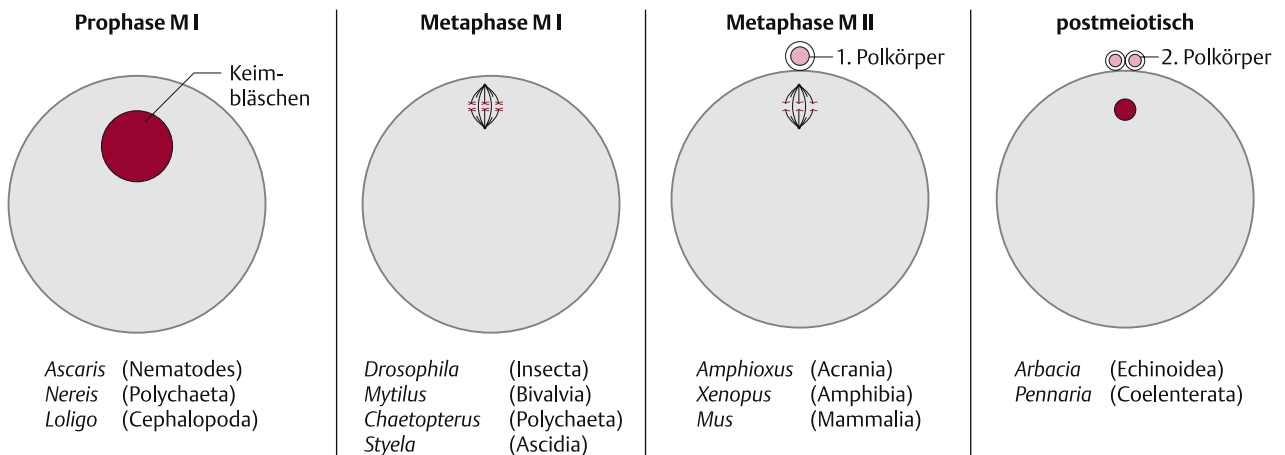 Prophase M I
Keim-
bläschen
Ascaris (Nematodes)
Nereis (Polychaeta)
Loligo (Cephalopoda)
Metaphase M I
Drosophila (Insecta)
Mytilus (Bivalvia)
Chaetopterus (Polychaeta)
Styela (Ascidia)
Metaphase M II
1. Polkörper
Amphioxus (Acrania)
Xenopus (Amphibia)
Mus (Mammalia)
postmeiotisch
2. Polkörper
Arbacia (Echinoidea)
Pennaria (Coelenterata)